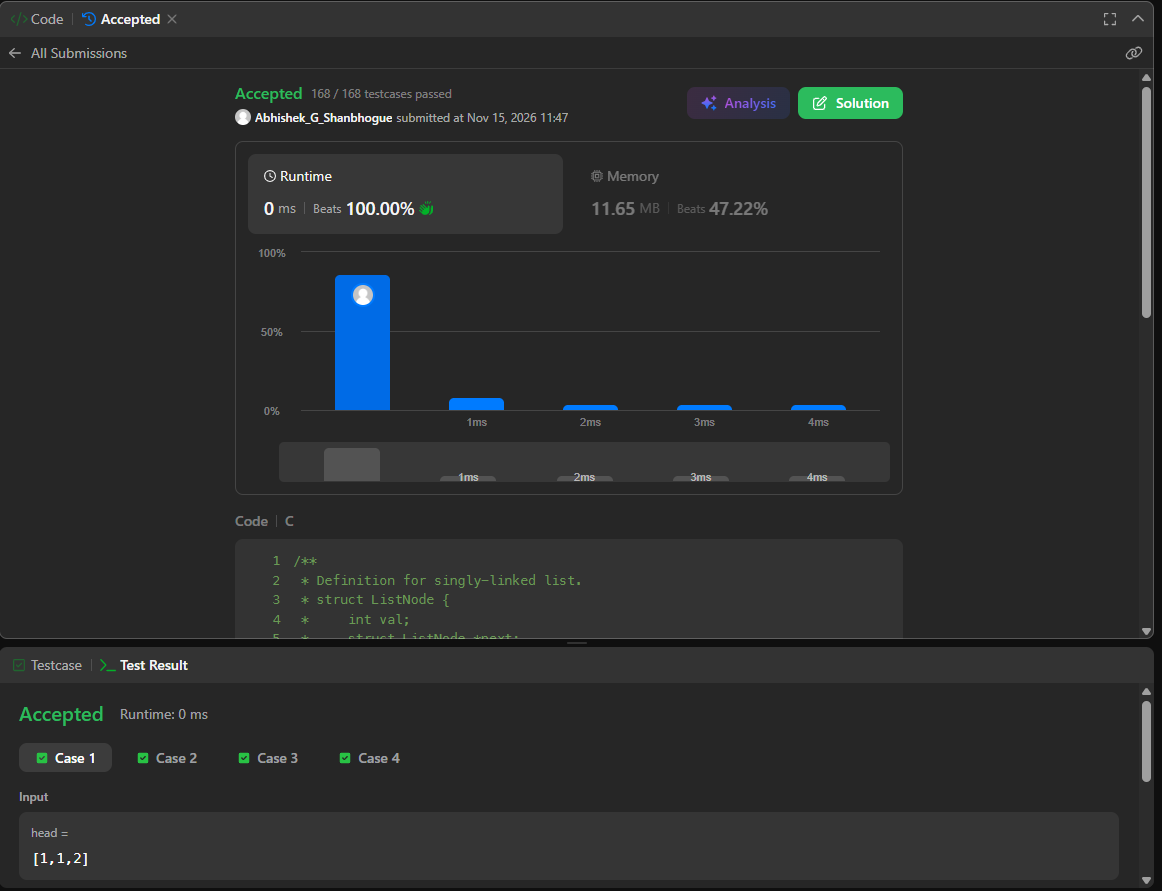 </> Code | Accepted
All Submissions
Accepted 168 / 168 testcases passed
Abhishek_G_Shanbhogue submitted at Nov 15, 2026 11:47
Analysis
Solution
Runtime
0 ms | Beats 100.00%
Memory
11.65 MB | Beats 47.22%
100%
50%
0%
1ms 2ms 3ms 4ms
1ms 2ms 3ms 4ms
Code | C
1 /**
2  * Definition for singly-linked list.
3  * struct ListNode {
4  *     int val;
5  *     struct ListNode *next;
Testcase | >_ Test Result
Accepted Runtime: 0 ms
Case 1 Case 2 Case 3 Case 4
Input
head =
[1,1,2]